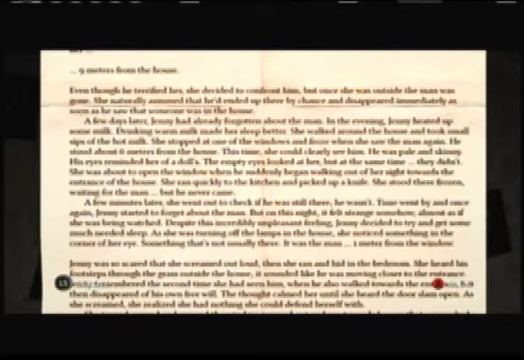 ... 9 meters from the house.
Even though he terrified her, she decided to confront him, but once she was outside the man was
gone. She naturally assumed that he'd ended up there by chance and disappeared immediately as
soon as he saw that someone was in the house.
A few days later, Jenny had already forgotten about the man. In the evening, Jenny heated up
some milk. Drinking warm milk made her sleep better. She walked around the house and took small
sips of the hot milk. She stopped at one of the windows and froze when she saw the man again. He
stood about 6 meters from the house. This time, she could clearly see him. He was pale and skinny.
His eyes reminded her of a doll's. The empty eyes looked at her, but at the same time ... they didn't.
She was about to open the window when he suddenly began walking out of her sight towards the
entrance of the house. She ran quickly to the kitchen and picked up a knife. She stood there frozen,
waiting for the man ... but he never came.
A few minutes later, she went out to check if he was still there, he wasn't. Time went by and once
again, Jenny started to forget about the man. But on this night, it felt strange somehow, almost as if
she was being watched. Despite this incredibly unpleasant feeling, Jenny decided to try and get some
much needed sleep. As she was turning off the lamps in the house, she noticed something in the
corner of her eye. Something that's not usually there. It was the man ... 1 meter from the window.
Jenny was so scared that she screamed out loud, then she ran and hid in the bedroom. She heard his
footsteps through the grass outside the house, it sounded like he was moving closer to the entrance.
remembered the second time she had seen him, when he also walked towards the
then disappeared of his own free will. The thought calmed her until she heard the door slam open. As
she screamed, she realized she had nothing she could defend herself with.